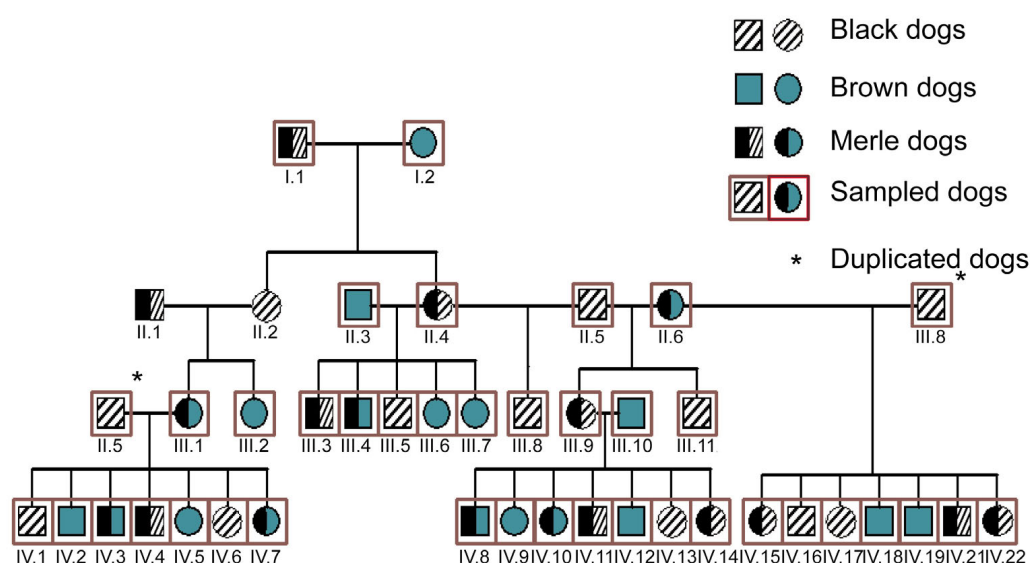 Black dogs
Brown dogs
Merle dogs
Sampled dogs
* Duplicated dogs
*
I.1 I.2
II.1 II.2 II.3 II.4 II.5 II.6 III.8
*
II.5 III.1 III.2 III.3 III.4 III.5 III.6 III.7 III.8 III.9 III.10 III.11
IV.1 IV.2 IV.3 IV.4 IV.5 IV.6 IV.7 IV.8 IV.9 IV.10 IV.11 IV.12 IV.13 IV.14 IV.15 IV.16 IV.17 IV.18 IV.19 IV.21 IV.22